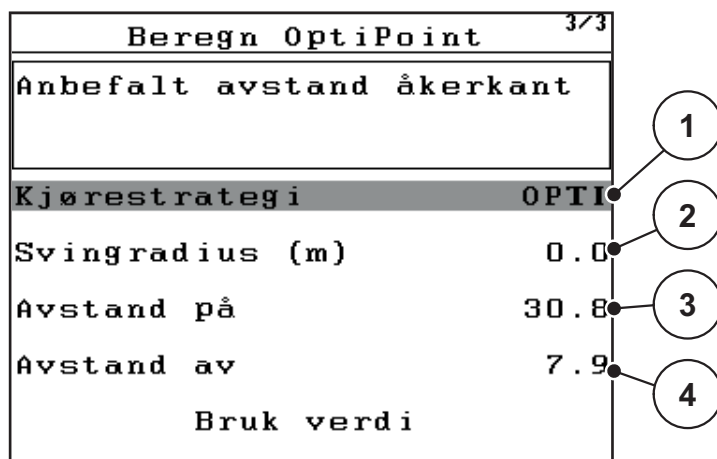 Beregn OptiPoint 3/3
Anbefalt avstand åkerkant
Kjørestrategi OPTI
Svingradius (m) 0.0
Avstand på 30.8
Avstand av 7.9
Bruk verdi
1
2
3
4